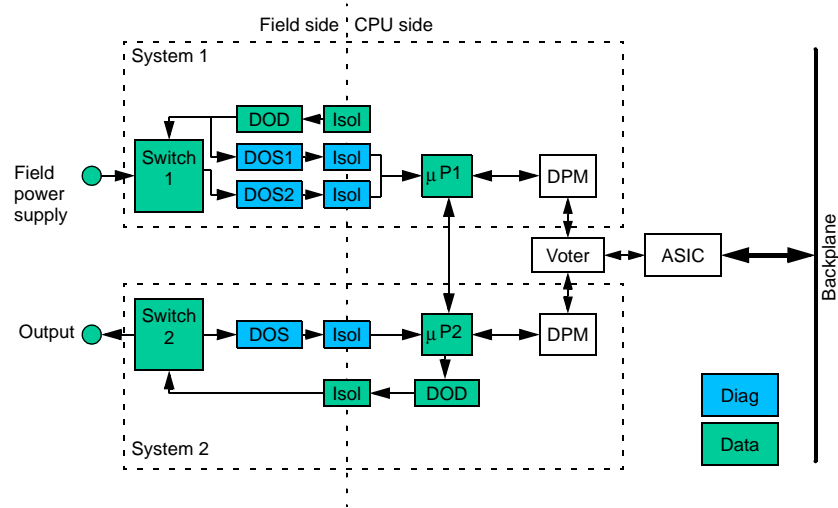 Field side
CPU side
System 1
DOD
Isol
Switch
1
DOS1
Isol
DOS2
Isol
μP1
DPM
Field
power
supply
Voter
ASIC
Backplane
Output
Switch
2
DOS
Isol
μP2
DPM
Isol
DOD
Diag
Data
System 2